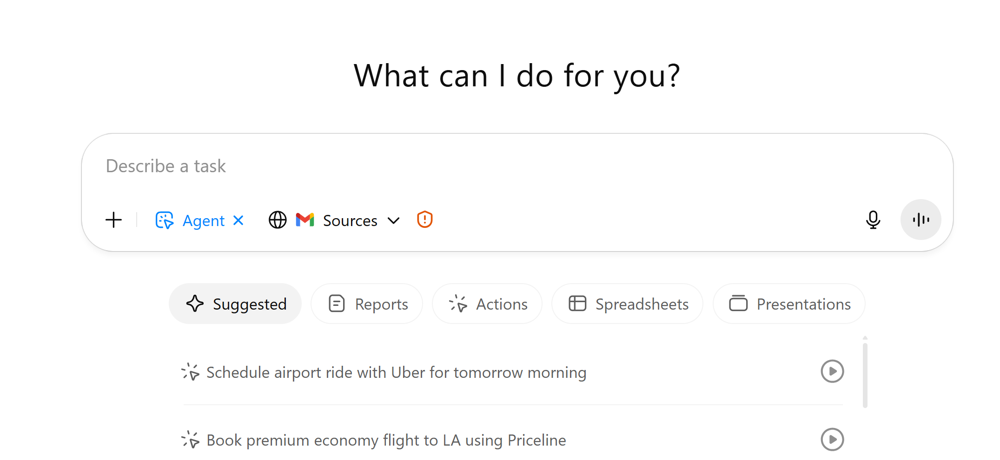 What can I do for you?
Describe a task
Agent
Sources
Suggested
Reports
Actions
Spreadsheets
Presentations
Schedule airport ride with Uber for tomorrow morning
Book premium economy flight to LA using Priceline